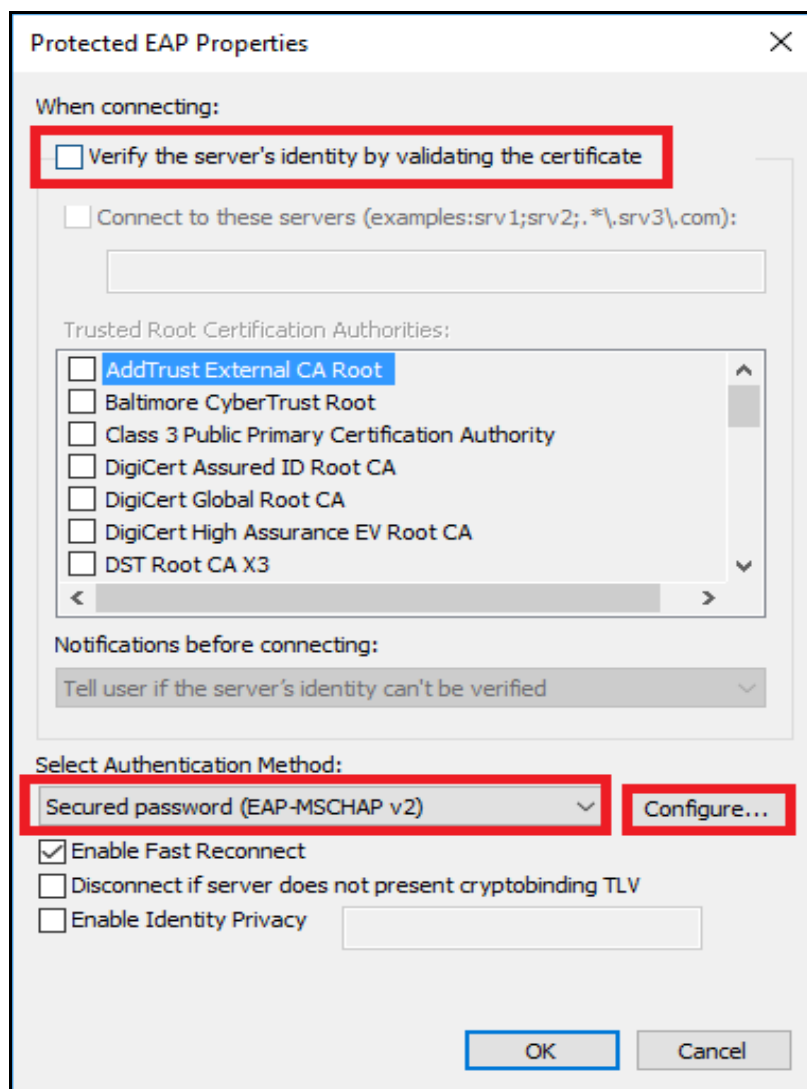 Protected EAP Properties
When connecting:
Verify the server's identity by validating the certificate
Connect to these servers (examples:srv1;srv2;.*\.srv3\.com):
Trusted Root Certification Authorities:
AddTrust External CA Root
Baltimore CyberTrust Root
Class 3 Public Primary Certification Authority
DigiCert Assured ID Root CA
DigiCert Global Root CA
DigiCert High Assurance EV Root CA
DST Root CA X3
Notifications before connecting:
Tell user if the server’s identity can't be verified
Select Authentication Method:
Secured password (EAP-MSCHAP v2) Configure...
Enable Fast Reconnect
Disconnect if server does not present cryptobinding TLV
Enable Identity Privacy
OK Cancel